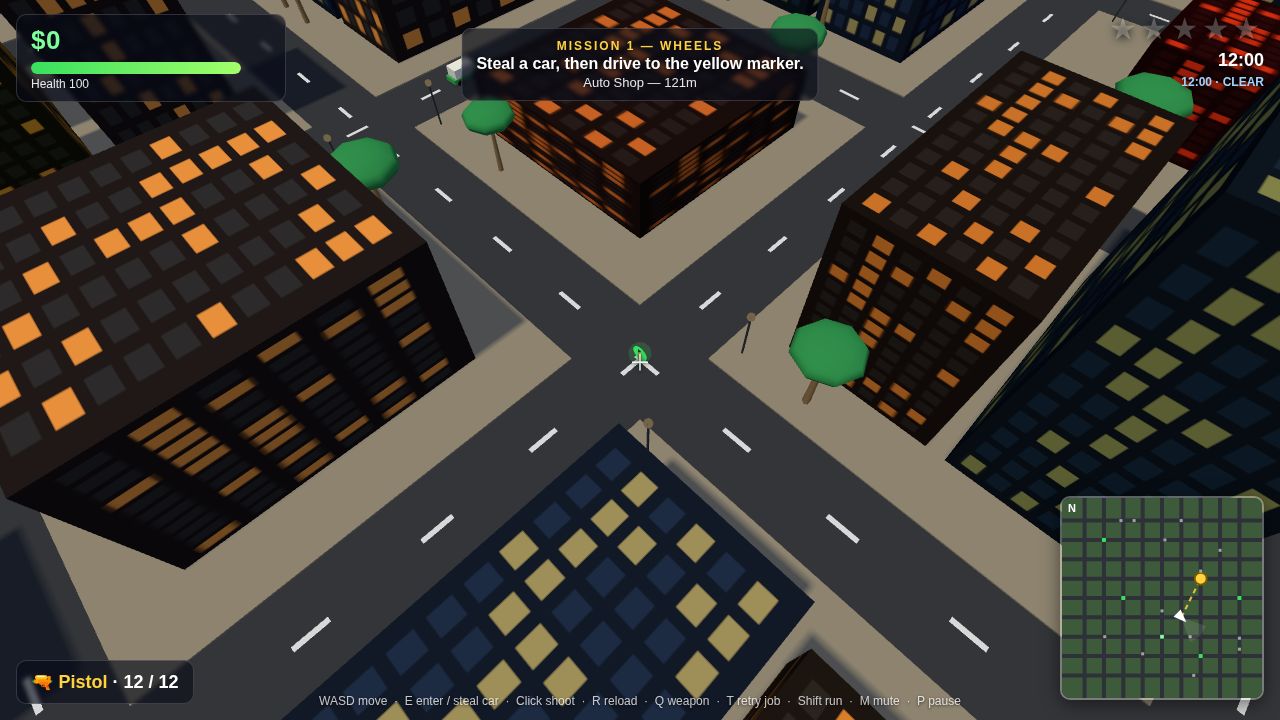 $0
Health 100
MISSION 1 — WHEELS
Steal a car, then drive to the yellow marker.
Auto Shop — 121m
12:00
12:00 · CLEAR
N
Pistol · 12 / 12
WASD move · E enter / steal car · Click shoot · R reload · Q weapon · T retry job · Shift run · M mute · P pause